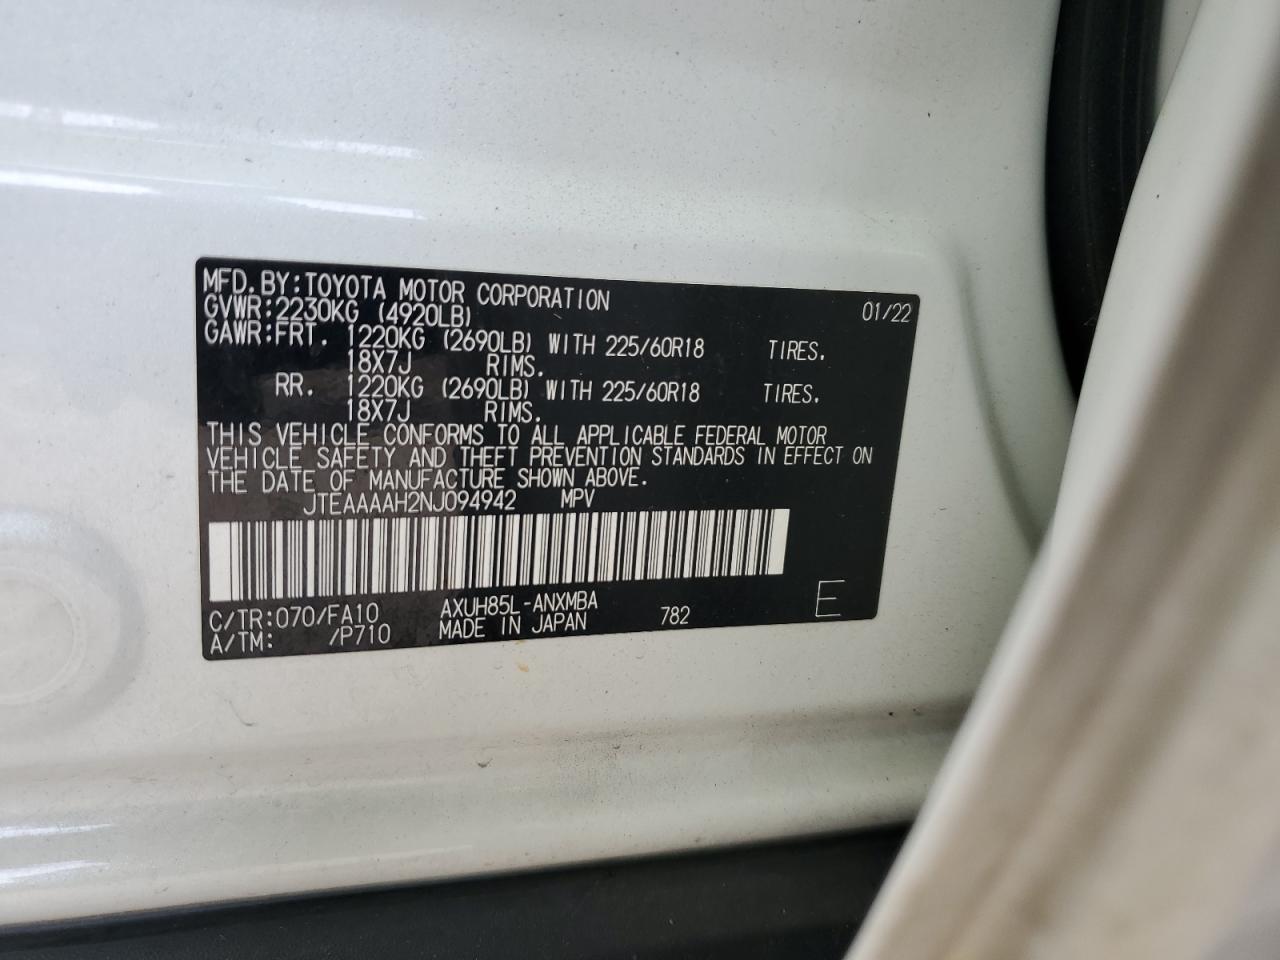 MFD.BY:TOYOTA MOTOR CORPORATION 01/22
GVWR:2230KG (4920LB)
GAWR:FRT. 1220KG (2690LB) WITH 225/60R18 TIRES.
18X7J RIMS.
RR. 1220KG (2690LB) WITH 225/60R18 TIRES.
18X7J RIMS.
THIS VEHICLE CONFORMS TO ALL APPLICABLE FEDERAL MOTOR
VEHICLE SAFETY AND THEFT PREVENTION STANDARDS IN EFFECT ON
THE DATE OF MANUFACTURE SHOWN ABOVE.
JTEAAAAH2NJ094942 MPV
C/TR:070/FA10 AXUH85L-ANXMBA 782 E
A/TM: /P710 MADE IN JAPAN